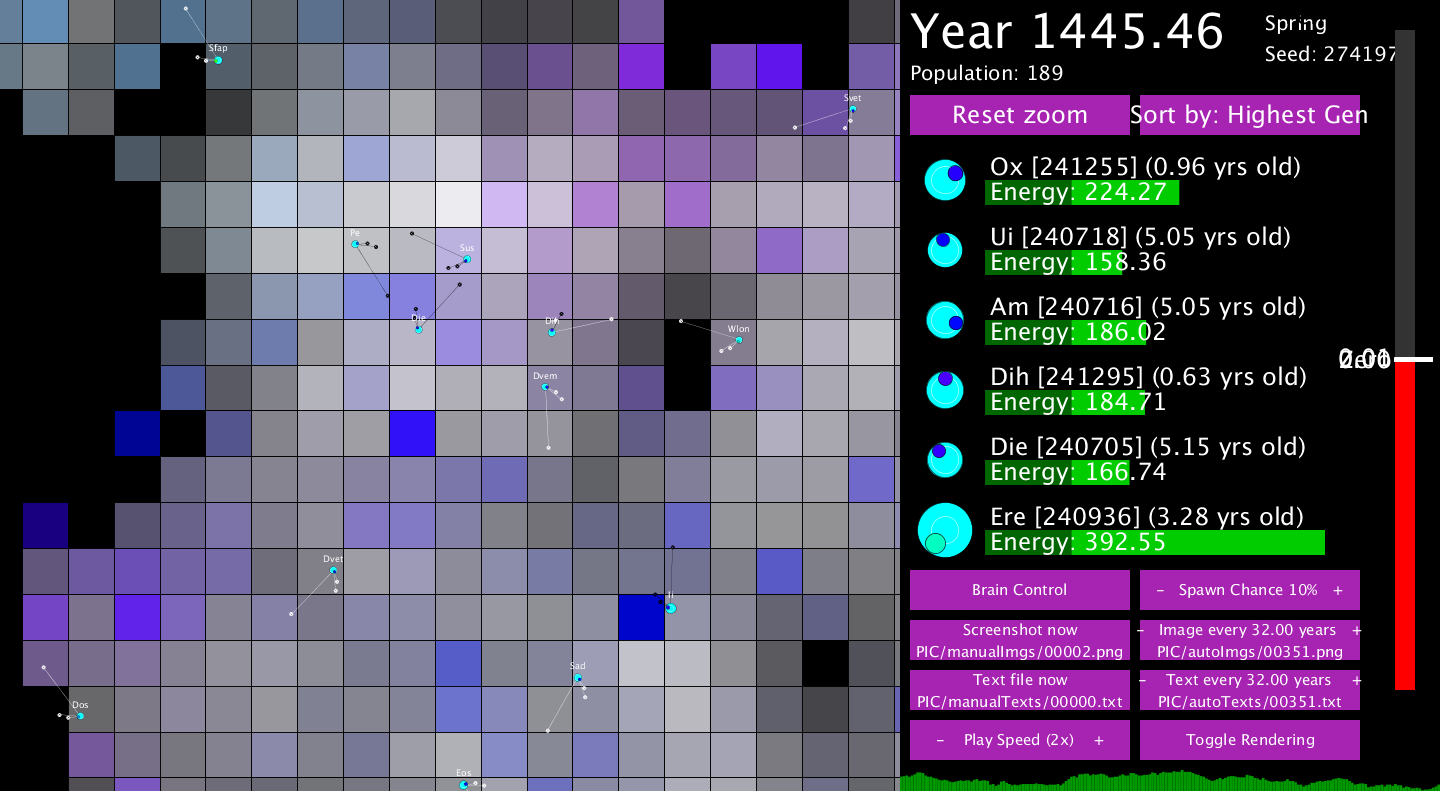 Year 1445.46
Spring
Seed: 274197
Population: 189
Reset zoom
Sort by: Highest Gen
Ox [241255] (0.96 yrs old)
Energy: 224.27
Ui [240718] (5.05 yrs old)
Energy: 158.36
Am [240716] (5.05 yrs old)
Energy: 186.02
Dih [241295] (0.63 yrs old)
Energy: 184.71
Die [240705] (5.15 yrs old)
Energy: 166.74
Ere [240936] (3.28 yrs old)
Energy: 392.55
Brain Control
- Spawn Chance 10% +
Screenshot now
PIC/manualImgs/00002.png
- Image every 32.00 years +
PIC/autoImgs/00351.png
Text file now
PIC/manualTexts/00000.txt
- Text every 32.00 years +
PIC/autoTexts/00351.txt
- Play Speed (2x) +
Toggle Rendering
Sfap
Svet
Pe
Sus
Die
Dih
Wlon
Dvem
Dvet
Ii
Sad
Dos
Eos